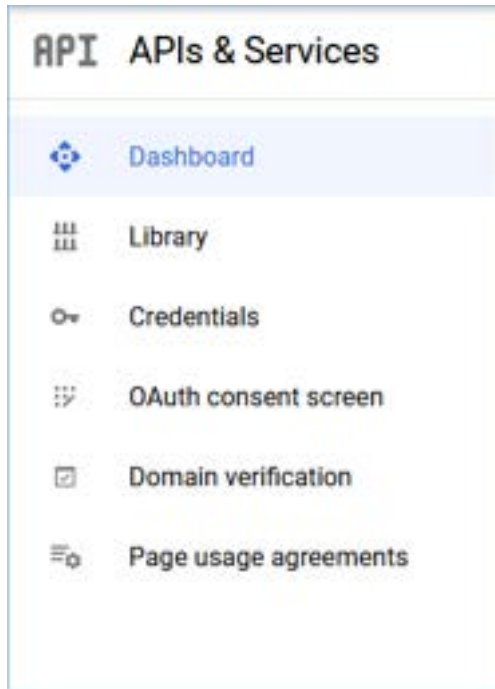 API APIs & Services
Dashboard
Library
Credentials
OAuth consent screen
Domain verification
Page usage agreements